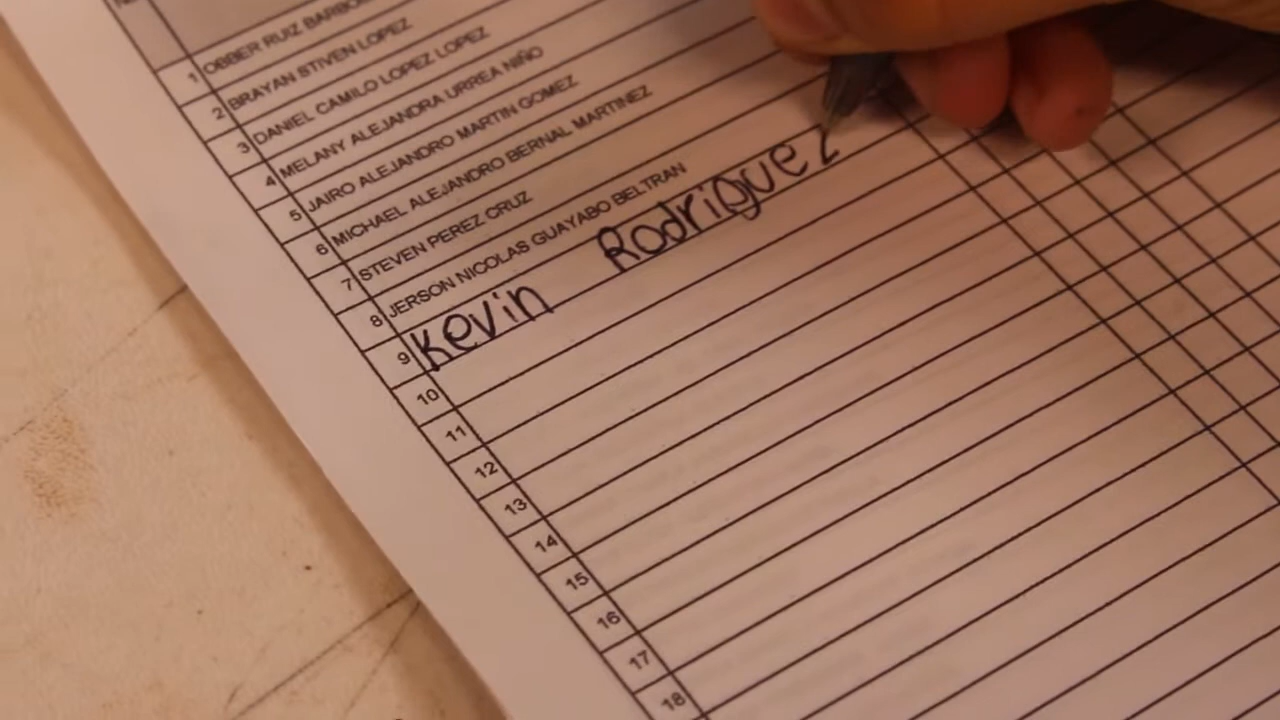 1 OBBER RUIZ
2 BRAYAN STIVEN LOPEZ
3 DANIEL CAMILO LOPEZ LOPEZ
4 MELANY ALEJANDRA URREA NIÑO
5 JAIRO ALEJANDRO MARTIN GOMEZ
6 MICHAEL ALEJANDRO BERNAL MARTINEZ
7 STEVEN PEREZ CRUZ
8 JERSON NICOLAS GUAYABO BELTRAN
9 Kevin Rodriguez
10
11
12
13
14
15
16
17
18